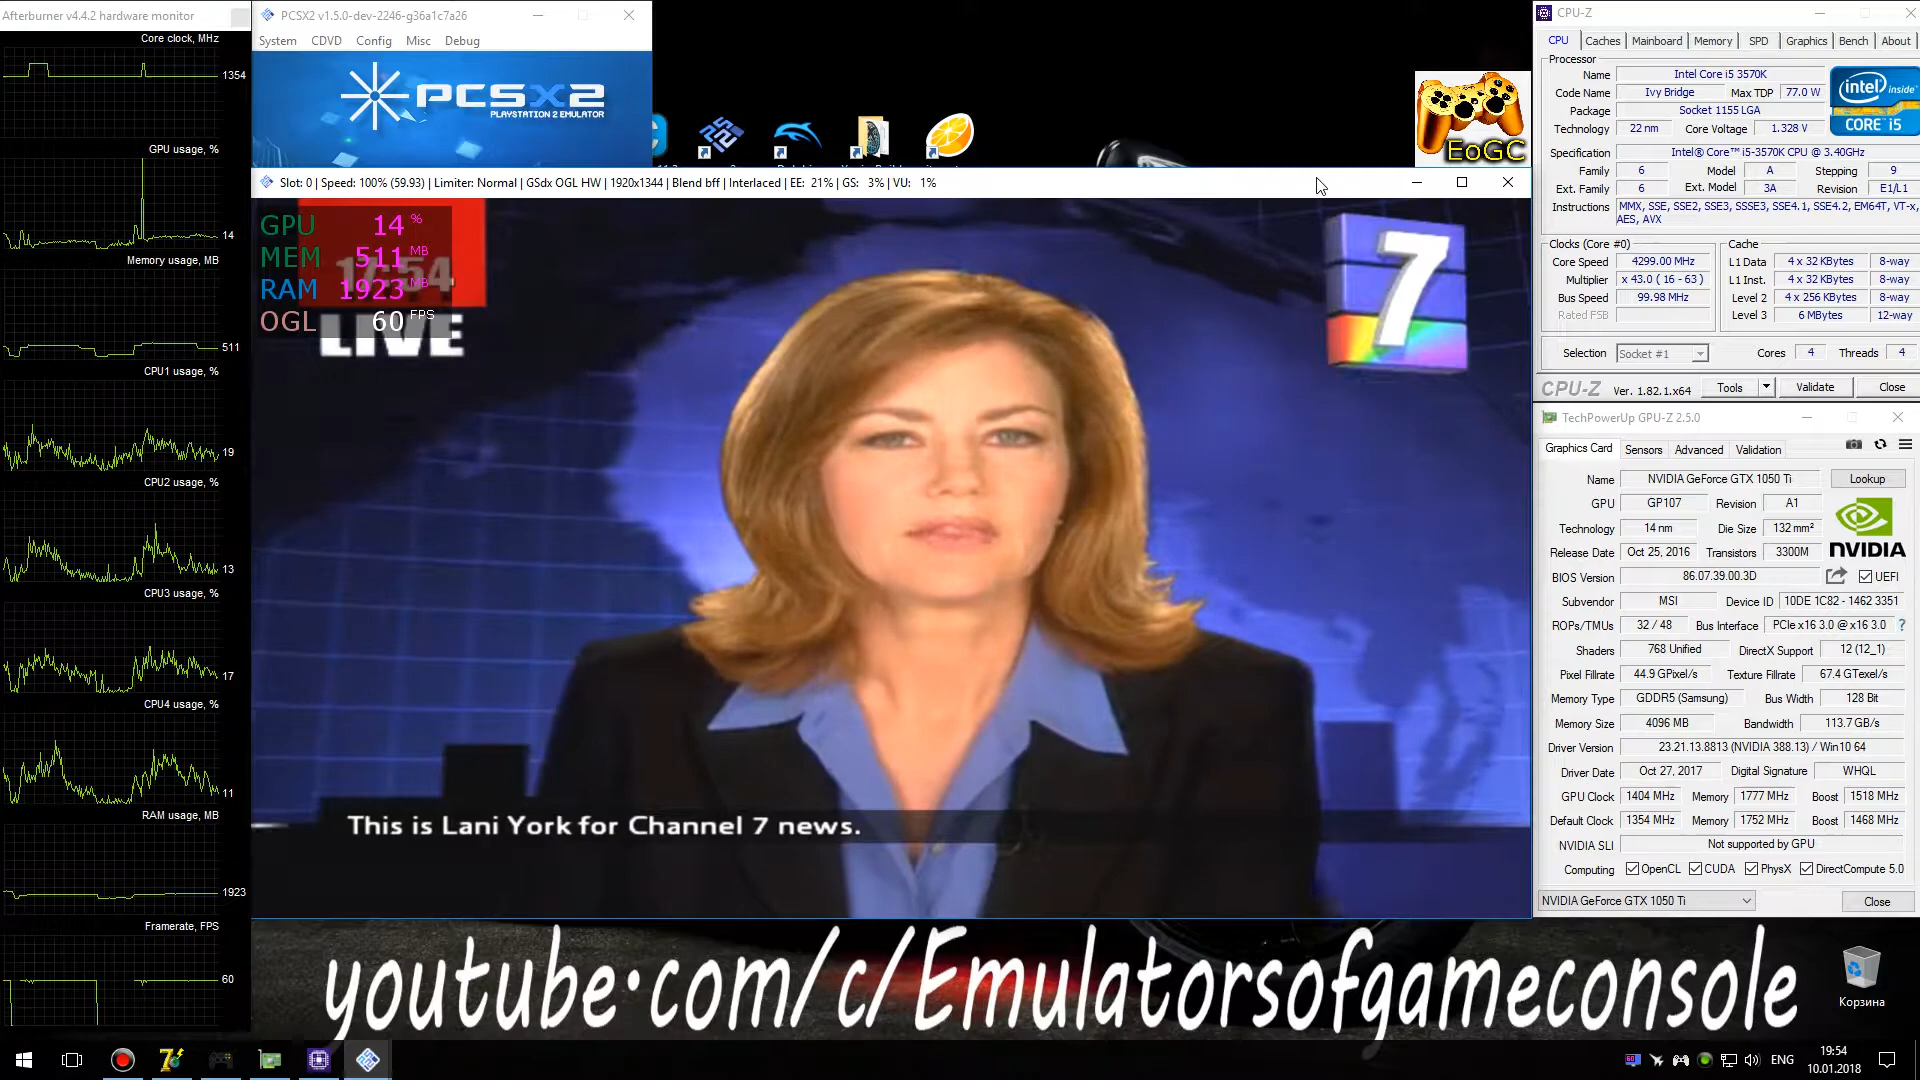 Afterburner v4.4.2 hardware monitor
Core clock, MHz
1354
GPU usage, %
14
Memory usage, MB
511
CPU1 usage, %
19
CPU2 usage, %
13
CPU3 usage, %
17
CPU4 usage, %
11
RAM usage, MB
1923
Framerate, FPS
60
PCSX2 v1.5.0-dev-2246-g36a1c7a26
System CDVD Config Misc Debug
PCSX2
PLAYSTATION 2 EMULATOR
EoGC
Slot: 0 | Speed: 100% (59.93) | Limiter: Normal | GSdx OGL HW | 1920x1344 | Blend bff | Interlaced | EE: 21% | GS: 3% | VU: 1%
GPU 14 %
MEM 511 MB
RAM 1923 MB
OGL 60 FPS
17:54
LIVE
7
This is Lani York for Channel 7 news.
CPU-Z
CPU Caches Mainboard Memory SPD Graphics Bench About
Processor
Name Intel Core i5 3570K
Code Name Ivy Bridge Max TDP 77.0 W
Package Socket 1155 LGA
Technology 22 nm Core Voltage 1.328 V
intel inside
CORE i5
Specification Intel® Core™ i5-3570K CPU @ 3.40GHz
Family 6 Model A Stepping 9
Ext. Family 6 Ext. Model 3A Revision E1/L1
Instructions MMX, SSE, SSE2, SSE3, SSSE3, SSE4.1, SSE4.2, EM64T, VT-x,
AES, AVX
Clocks (Core #0)
Core Speed 4299.00 MHz
Multiplier x 43.0 ( 16 - 63 )
Bus Speed 99.98 MHz
Rated FSB
Cache
L1 Data 4 x 32 KBytes 8-way
L1 Inst. 4 x 32 KBytes 8-way
Level 2 4 x 256 KBytes 8-way
Level 3 6 MBytes 12-way
Selection Socket #1 Cores 4 Threads 4
CPU-Z Ver. 1.82.1.x64 Tools Validate Close
TechPowerUp GPU-Z 2.5.0
Graphics Card Sensors Advanced Validation
Name NVIDIA GeForce GTX 1050 Ti Lookup
GPU GP107 Revision A1
Technology 14 nm Die Size 132 mm²
Release Date Oct 25, 2016 Transistors 3300M
NVIDIA
BIOS Version 86.07.39.00.3D UEFI
Subvendor MSI Device ID 10DE 1C82 - 1462 3351
ROPs/TMUs 32 / 48 Bus Interface PCIe x16 3.0 @ x16 3.0 ?
Shaders 768 Unified DirectX Support 12 (12_1)
Pixel Fillrate 44.9 GPixel/s Texture Fillrate 67.4 GTexel/s
Memory Type GDDR5 (Samsung) Bus Width 128 Bit
Memory Size 4096 MB Bandwidth 113.7 GB/s
Driver Version 23.21.13.8813 (NVIDIA 388.13) / Win10 64
Driver Date Oct 27, 2017 Digital Signature WHQL
GPU Clock 1404 MHz Memory 1777 MHz Boost 1518 MHz
Default Clock 1354 MHz Memory 1752 MHz Boost 1468 MHz
NVIDIA SLI Not supported by GPU
Computing OpenCL CUDA PhysX DirectCompute 5.0
NVIDIA GeForce GTX 1050 Ti Close
youtube.com/c/Emulatorsofgameconsole
Корзина
ENG
19:54
10.01.2018